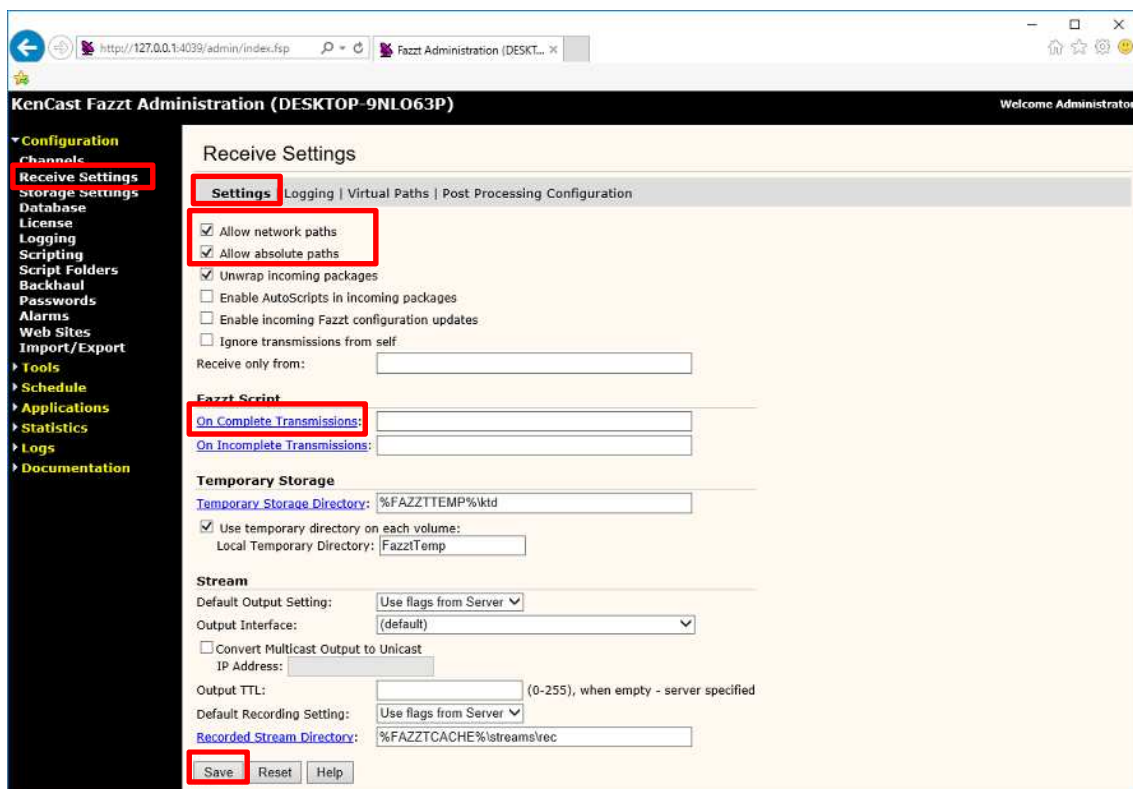 http://127.0.0.1:4039/admin/index.fsp
Fazzt Administration (DESKT...
KenCast Fazzt Administration (DESKTOP-9NLO63P)
Welcome Administrator
Configuration
Channels
Receive Settings
Storage Settings
Database
License
Logging
Scripting
Script Folders
Backhaul
Passwords
Alarms
Web Sites
Import/Export
Tools
Schedule
Applications
Statistics
Logs
Documentation
Receive Settings
Settings | Logging | Virtual Paths | Post Processing Configuration
Allow network paths
Allow absolute paths
Unwrap incoming packages
Enable AutoScripts in incoming packages
Enable incoming Fazzt configuration updates
Ignore transmissions from self
Receive only from:
Fazzt Script
On Complete Transmissions:
On Incomplete Transmissions:
Temporary Storage
Temporary Storage Directory: %FAZZTTEMP%\ktd
Use temporary directory on each volume:
Local Temporary Directory: FazztTemp
Stream
Default Output Setting: Use flags from Server
Output Interface: (default)
Convert Multicast Output to Unicast
IP Address:
Output TTL: (0-255), when empty - server specified
Default Recording Setting: Use flags from Server
Recorded Stream Directory: %FAZZTCACHE%\streams\rec
Save Reset Help